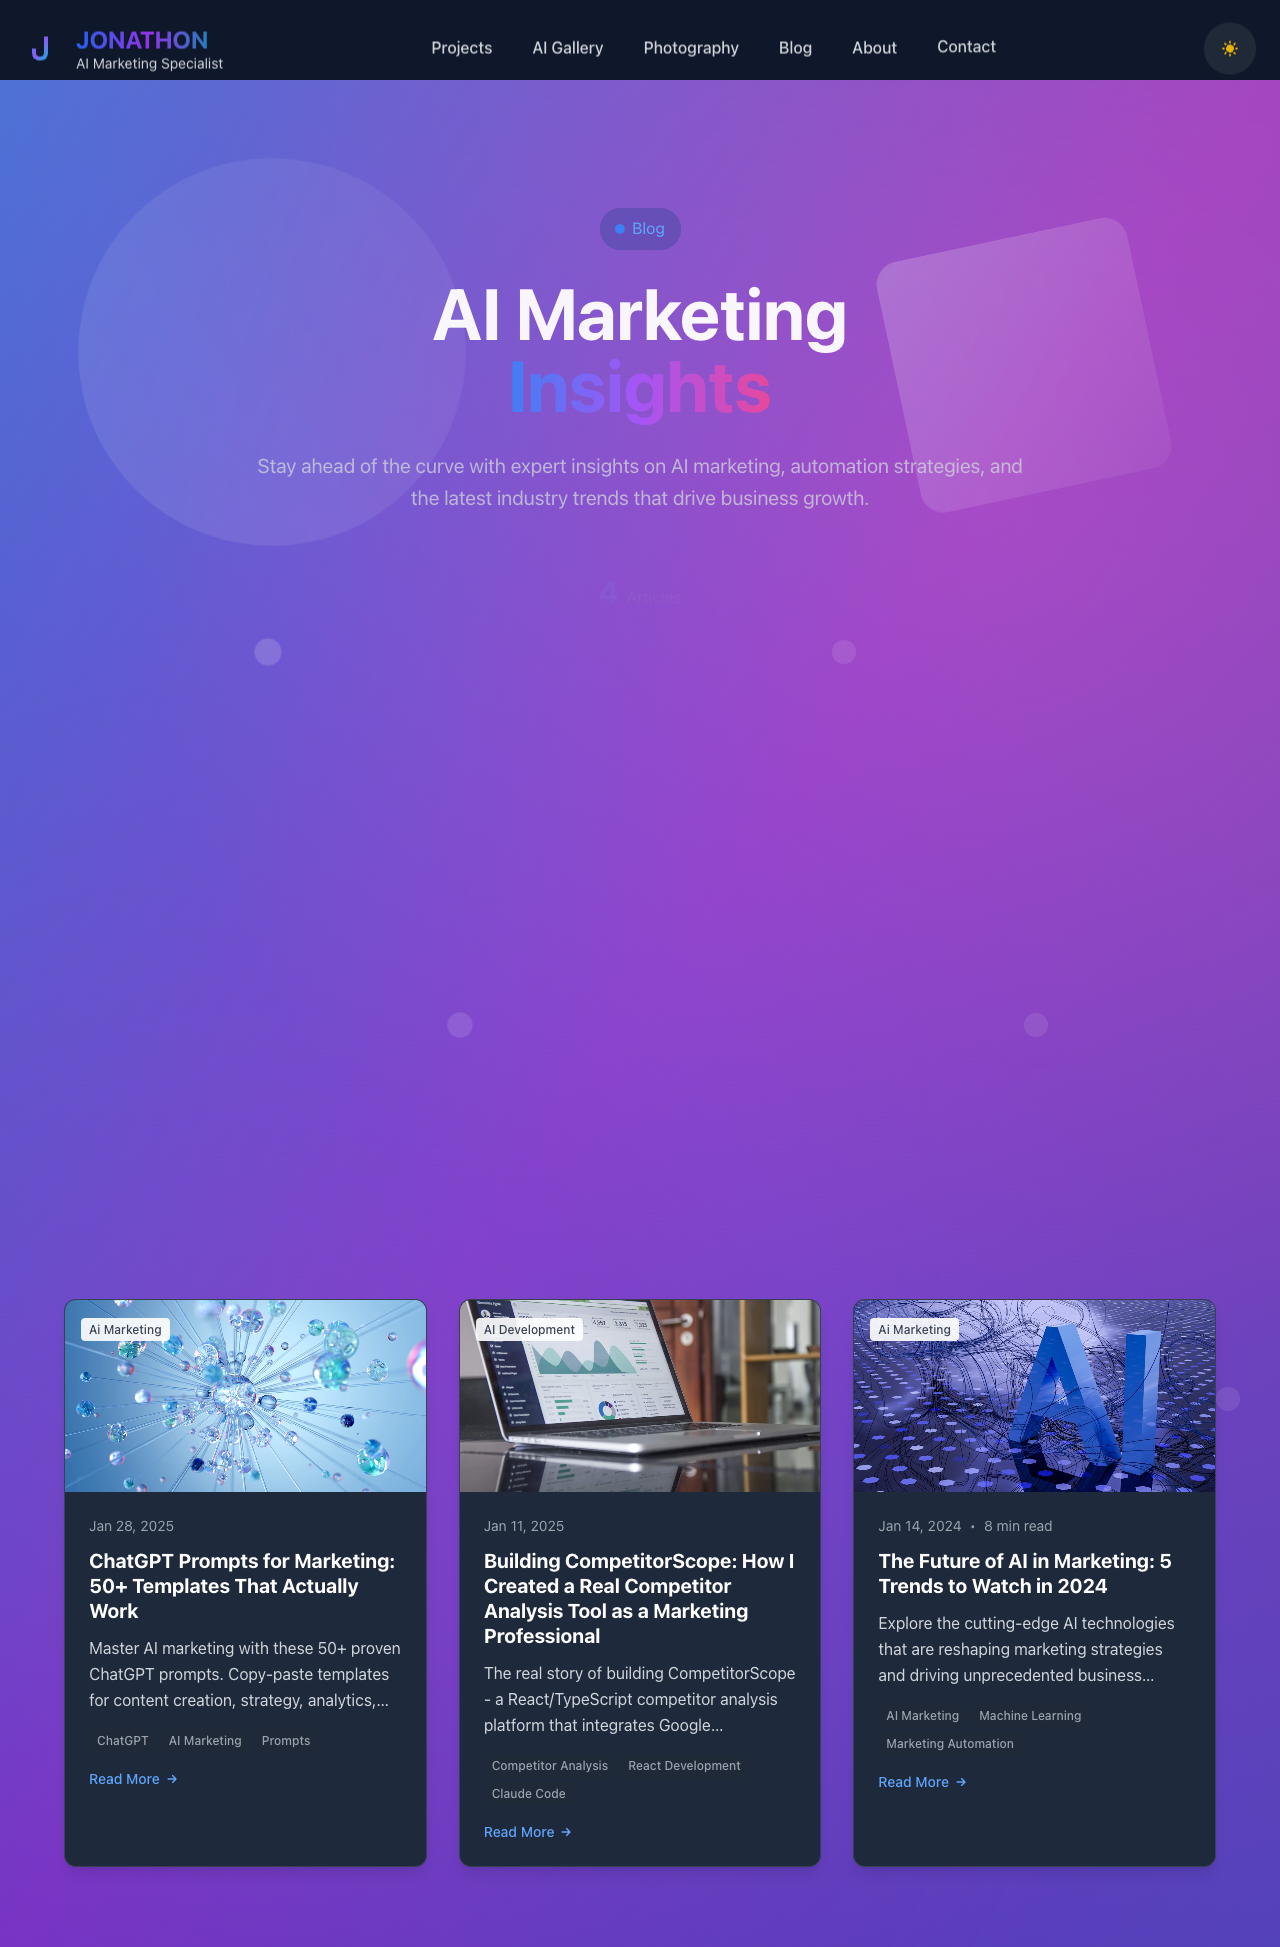 J
JONATHON
AI Marketing Specialist
Projects
AI Gallery
Photography
Blog
About
Contact
Blog
AI Marketing
Insights
Stay ahead of the curve with expert insights on AI marketing, automation strategies, and
the latest industry trends that drive business growth.
4 Articles
Ai Marketing
Jan 28, 2025
ChatGPT Prompts for Marketing:
50+ Templates That Actually
Work
Master AI marketing with these 50+ proven
ChatGPT prompts. Copy-paste templates
for content creation, strategy, analytics,...
ChatGPT AI Marketing Prompts
Read More →
AI Development
Jan 11, 2025
Building CompetitorScope: How I
Created a Real Competitor
Analysis Tool as a Marketing
Professional
The real story of building CompetitorScope
- a React/TypeScript competitor analysis
platform that integrates Google...
Competitor Analysis React Development
Claude Code
Read More →
Ai Marketing
AI
Jan 14, 2024 • 8 min read
The Future of AI in Marketing: 5
Trends to Watch in 2024
Explore the cutting-edge AI technologies
that are reshaping marketing strategies
and driving unprecedented business...
AI Marketing Machine Learning
Marketing Automation
Read More →